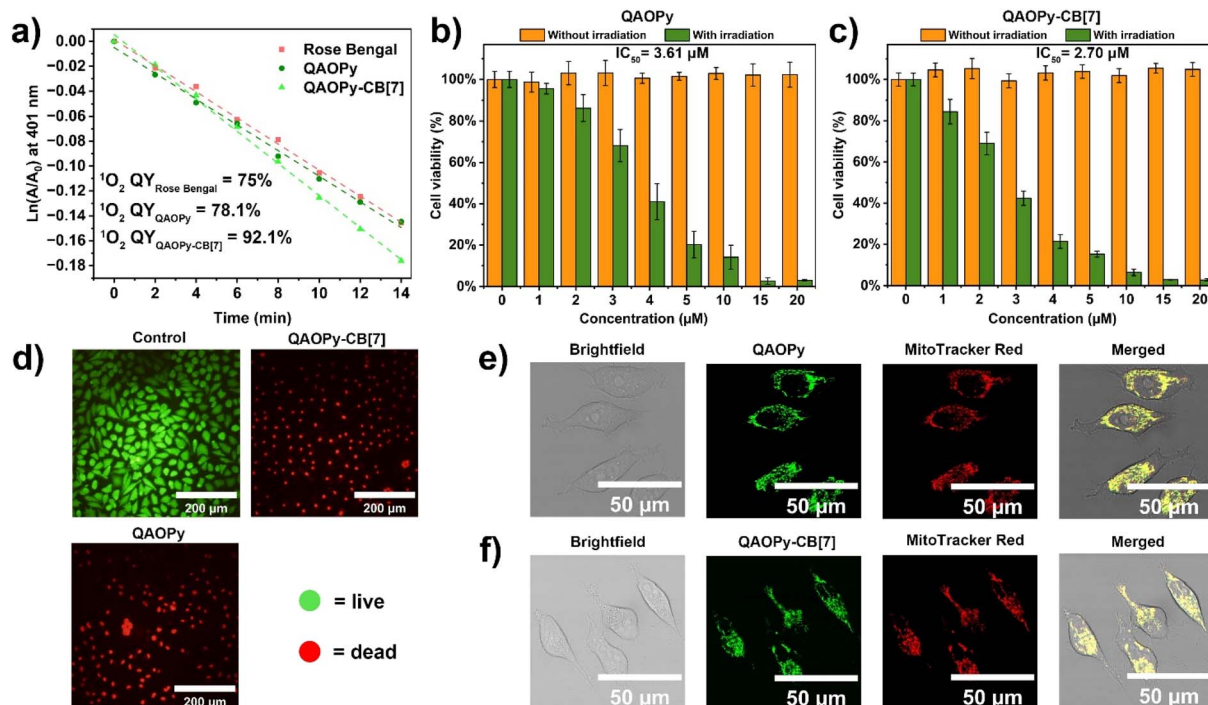 a)
Ln(A/A0) at 401 nm
0.00
−0.02
−0.04
−0.06
−0.08
−0.10
−0.12
−0.14
−0.16
−0.18
Rose Bengal
QAOPy
QAOPy-CB[7]
1O2 QYRose Bengal = 75%
1O2 QYQAOPy = 78.1%
1O2 QYQAOPy-CB[7] = 92.1%
0 2 4 6 8 10 12 14
Time (min)
b)
QAOPy
Without irradiation With irradiation
IC50 = 3.61 µM
Cell viability (%)
100%
80%
60%
40%
20%
0%
0 1 2 3 4 5 10 15 20
Concentration (µM)
c)
QAOPy-CB[7]
Without irradiation With irradiation
IC50 = 2.70 µM
Cell viability (%)
100%
80%
60%
40%
20%
0%
0 1 2 3 4 5 10 15 20
Concentration (µM)
d)
Control
200 µm
QAOPy-CB[7]
200 µm
QAOPy
200 µm
= live
= dead
e)
Brightfield QAOPy MitoTracker Red Merged
50 µm 50 µm 50 µm 50 µm
f)
Brightfield QAOPy-CB[7] MitoTracker Red Merged
50 µm 50 µm 50 µm 50 µm